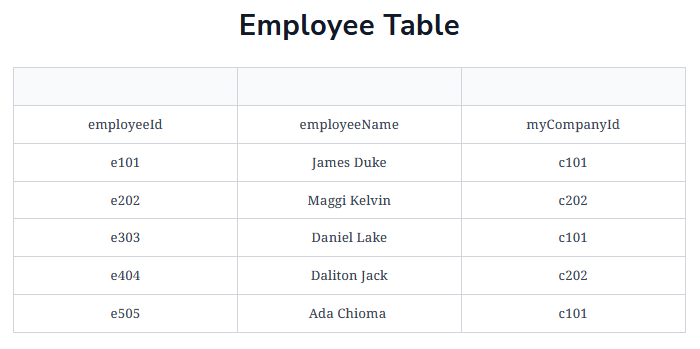 Employee Table
employeeId employeeName myCompanyId
e101 James Duke c101
e202 Maggi Kelvin c202
e303 Daniel Lake c101
e404 Daliton Jack c202
e505 Ada Chioma c101